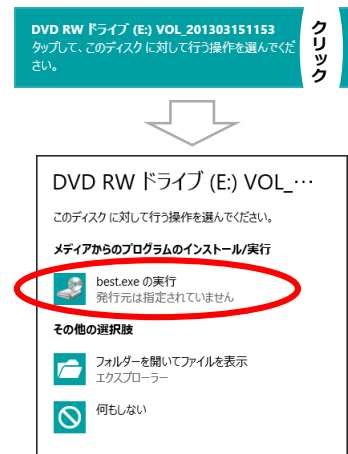 DVD RW ドライブ (E:) VOL_201303151153
タップして、このディスク に対して行う操作を選んでくだ
さい。
クリック
DVD RW ドライブ (E:) VOL_…
このディスク に対して行う操作を選んでください。
メディアからのプログラムのインストール/実行
best.exe の実行
発行元は指定されていません
その他の選択肢
フォルダーを開いてファイルを表示
エクスプローラー
何もしない